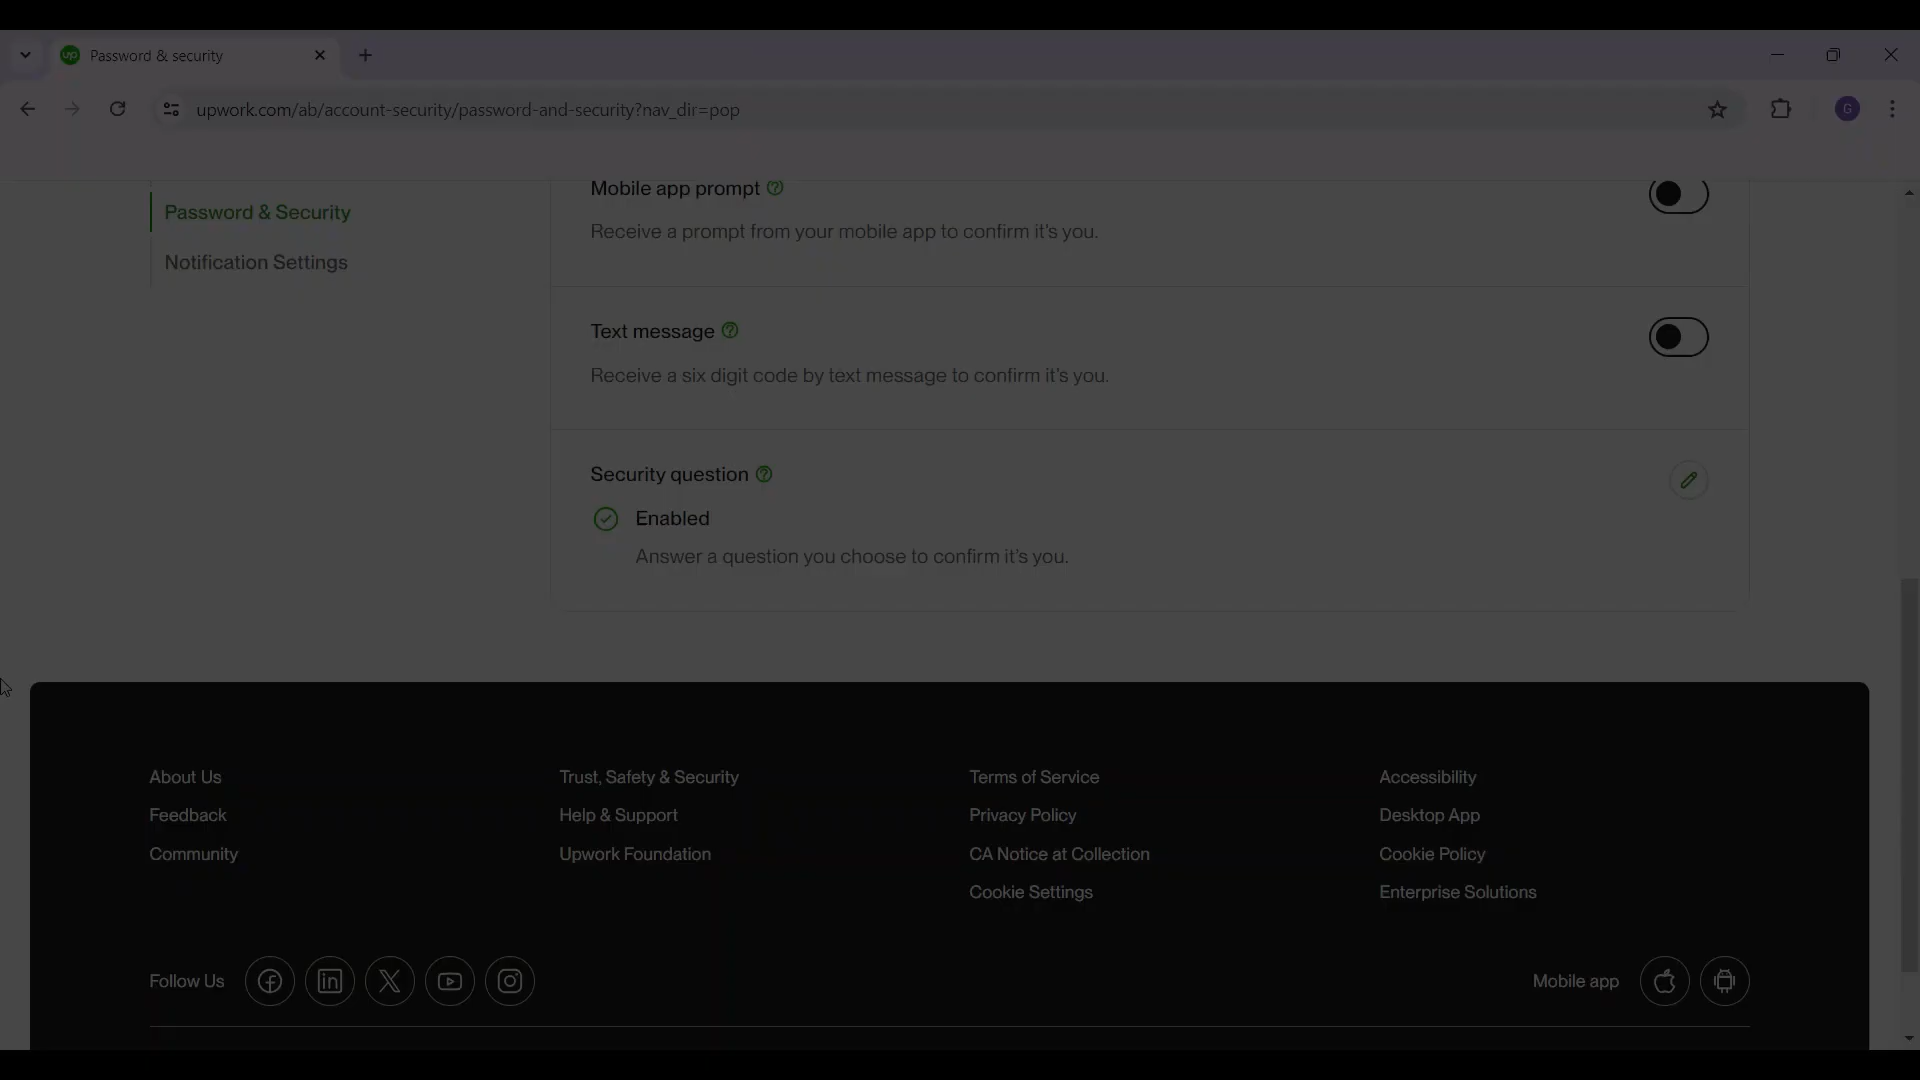 up Password & security
upwork.com/ab/account-security/password-and-security?nav_dir=pop
G
Password & Security
Notification Settings
Mobile app prompt
Receive a prompt from your mobile app to confirm it's you.
Text message
Receive a six digit code by text message to confirm it's you.
Security question
Enabled
Answer a question you choose to confirm it's you.
About Us
Feedback
Community
Trust, Safety & Security
Help & Support
Upwork Foundation
Terms of Service
Privacy Policy
CA Notice at Collection
Cookie Settings
Accessibility
Desktop App
Cookie Policy
Enterprise Solutions
Follow Us
Mobile app